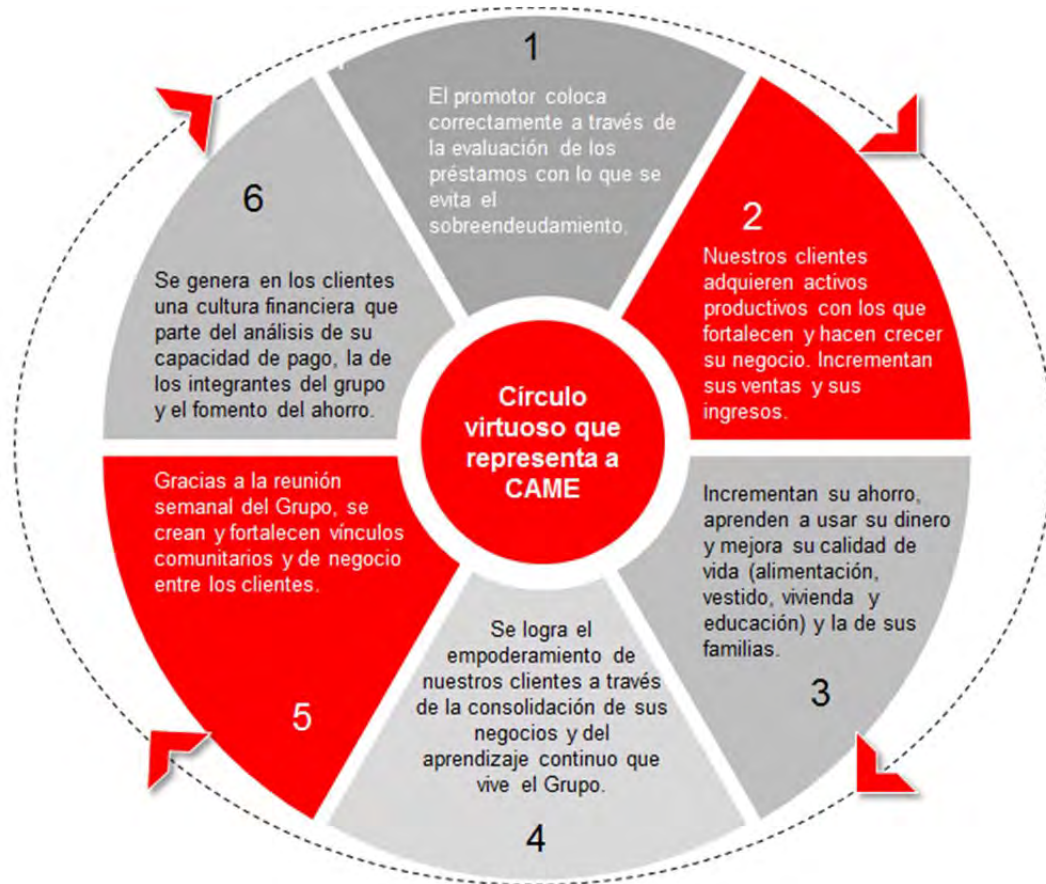 1
El promotor coloca
correctamente a través de
la evaluación de los
préstamos con lo que se
evita el
sobreendeudamiento.
2
Nuestros clientes
adquieren activos
productivos con los que
fortalecen y hacen crecer
su negocio. Incrementan
sus ventas y sus
ingresos.
Incrementan su ahorro,
aprenden a usar su dinero
y mejora su calidad de
vida (alimentación,
vestido, vivienda y
educación) y la de sus
familias.
3
Se logra el
empoderamiento de
nuestros clientes a través
de la consolidación de sus
negocios y del
aprendizaje continuo que
vive el Grupo.
4
Gracias a la reunión
semanal del Grupo, se
crean y fortalecen vínculos
comunitarios y de negocio
entre los clientes.
5
6
Se genera en los clientes
una cultura financiera que
parte del análisis de su
capacidad de pago, la de
los integrantes del grupo
y el fomento del ahorro.
Círculo
virtuoso que
representa a
CAME